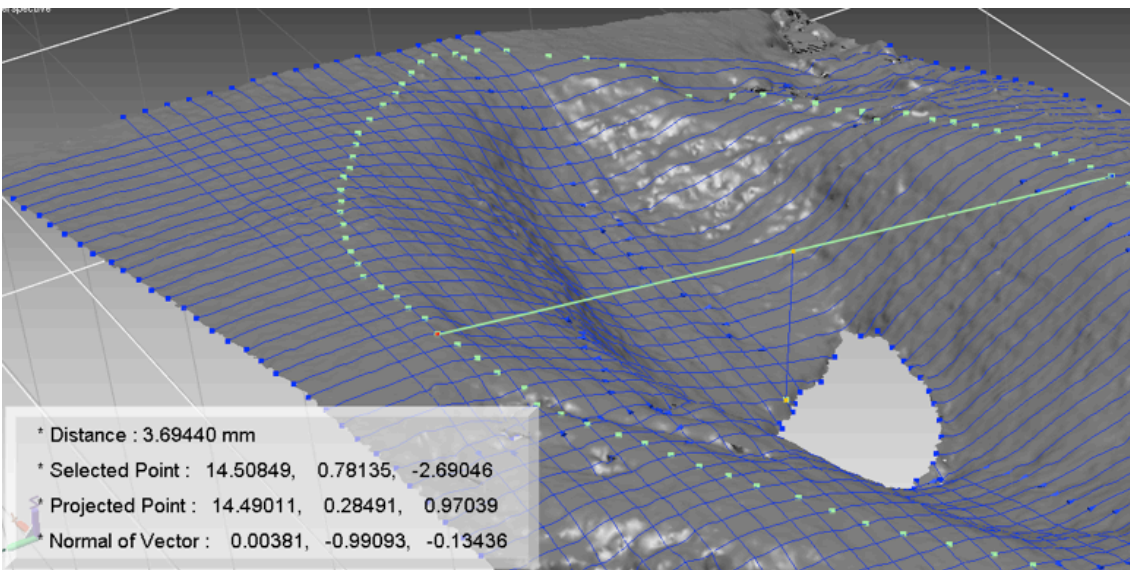 erspective
* Distance : 3.69440 mm
* Selected Point : 14.50849, 0.78135, -2.69046
* Projected Point : 14.49011, 0.28491, 0.97039
* Normal of Vector : 0.00381, -0.99093, -0.13436